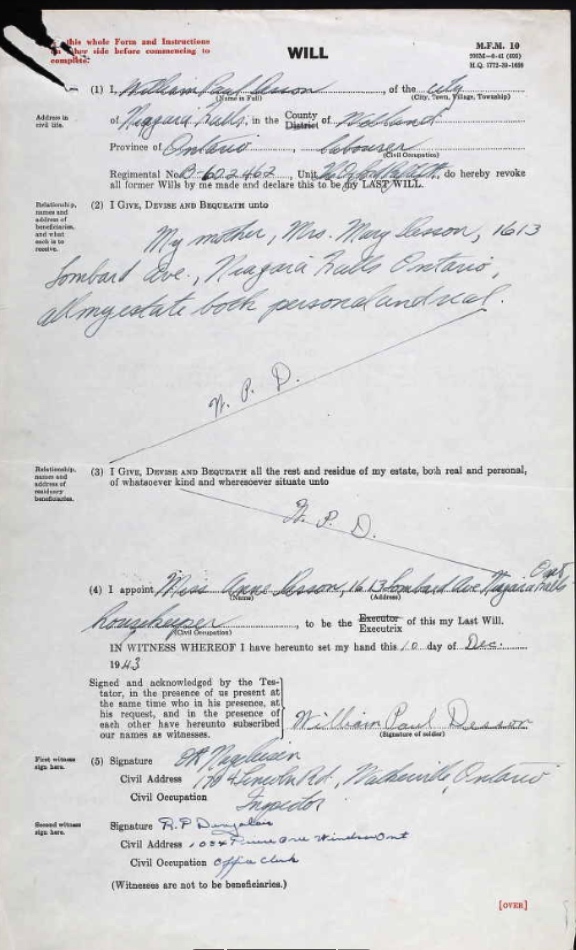 this whole Form and Instructions
other side before commencing to
complete.
WILL
M.F.M. 10
(1) I, William Paul Desson of the city
(Name in Full) (City, Town, Village, Township)
Address in
civil life.
of Niagara Falls in the County District of Welland
Province of Ontario, labourer
(Civil Occupation)
Regimental No. B-602462, Unit, do hereby revoke
all former Wills by me made and declare this to be my LAST WILL.
Relationship,
names and
address of
beneficiaries,
and what
each is to
receive.
(2) I GIVE, DEVISE AND BEQUEATH unto
My mother, Mrs. Mary Desson, 1613
Lombard Ave., Niagara Falls Ontario,
all my estate both personal and real.
W. P. D.
Relationship,
names and
address of
residuary
beneficiaries.
(3) I GIVE, DEVISE AND BEQUEATH all the rest and residue of my estate, both real and personal,
of whatsoever kind and wheresoever situate unto
W. P. D.
(4) I appoint Miss Anne Desson, 1613 Lombard Ave Niagara Falls Ont
(Name) (Address)
housekeeper, to be the Executor Executrix of this my Last Will.
(Civil Occupation)
IN WITNESS WHEREOF I have hereunto set my hand this 10 day of Dec.
1943
Signed and acknowledged by the Tes-
tator, in the presence of us present at
the same time who in his presence, at
his request, and in the presence of
each other have hereunto subscribed
our names as witnesses.
William Paul Desson
(Signature of soldier)
First witness
sign here.
(5) Signature
Civil Address Lincoln Rd., Walkerville, Ontario
Civil Occupation Inspector
Second witness
sign here.
Signature R. P.
Civil Address Ave Windsor Ont
Civil Occupation Office Clerk
(Witnesses are not to be beneficiaries.)
[OVER]